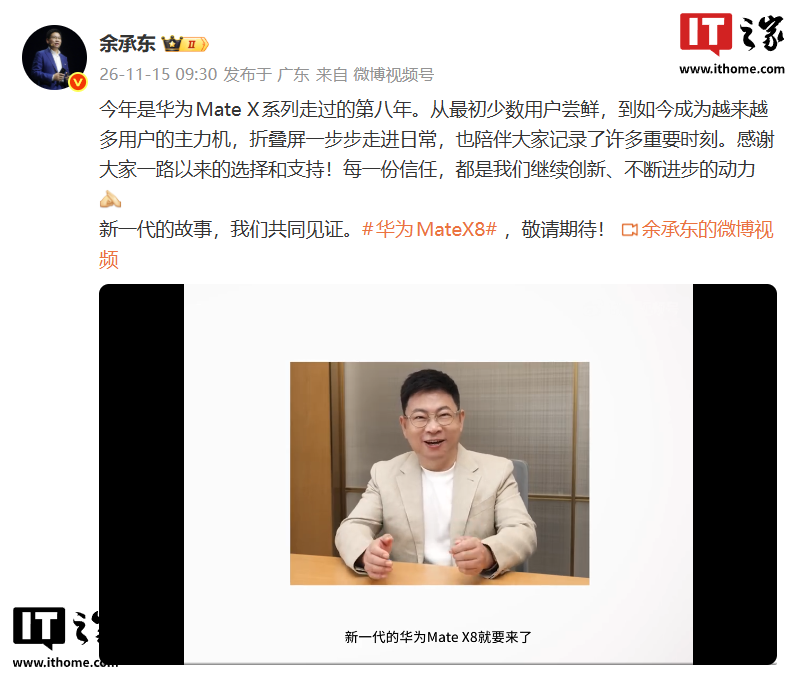 余承东 II
IT之家
www.ithome.com
26-11-15 09:30 发布于 广东 来自 微博视频号
今年是华为Mate X系列走过的第八年。从最初少数用户尝鲜，到如今成为越来越
多用户的主力机，折叠屏一步步走进日常，也陪伴大家记录了许多重要时刻。感谢
大家一路以来的选择和支持！每一份信任，都是我们继续创新、不断进步的动力
🙏🏻
新一代的故事，我们共同见证。#华为MateX8# ，敬请期待！ 余承东的微博视
频
新一代的华为Mate X8就要来了
IT之家
www.ithome.com